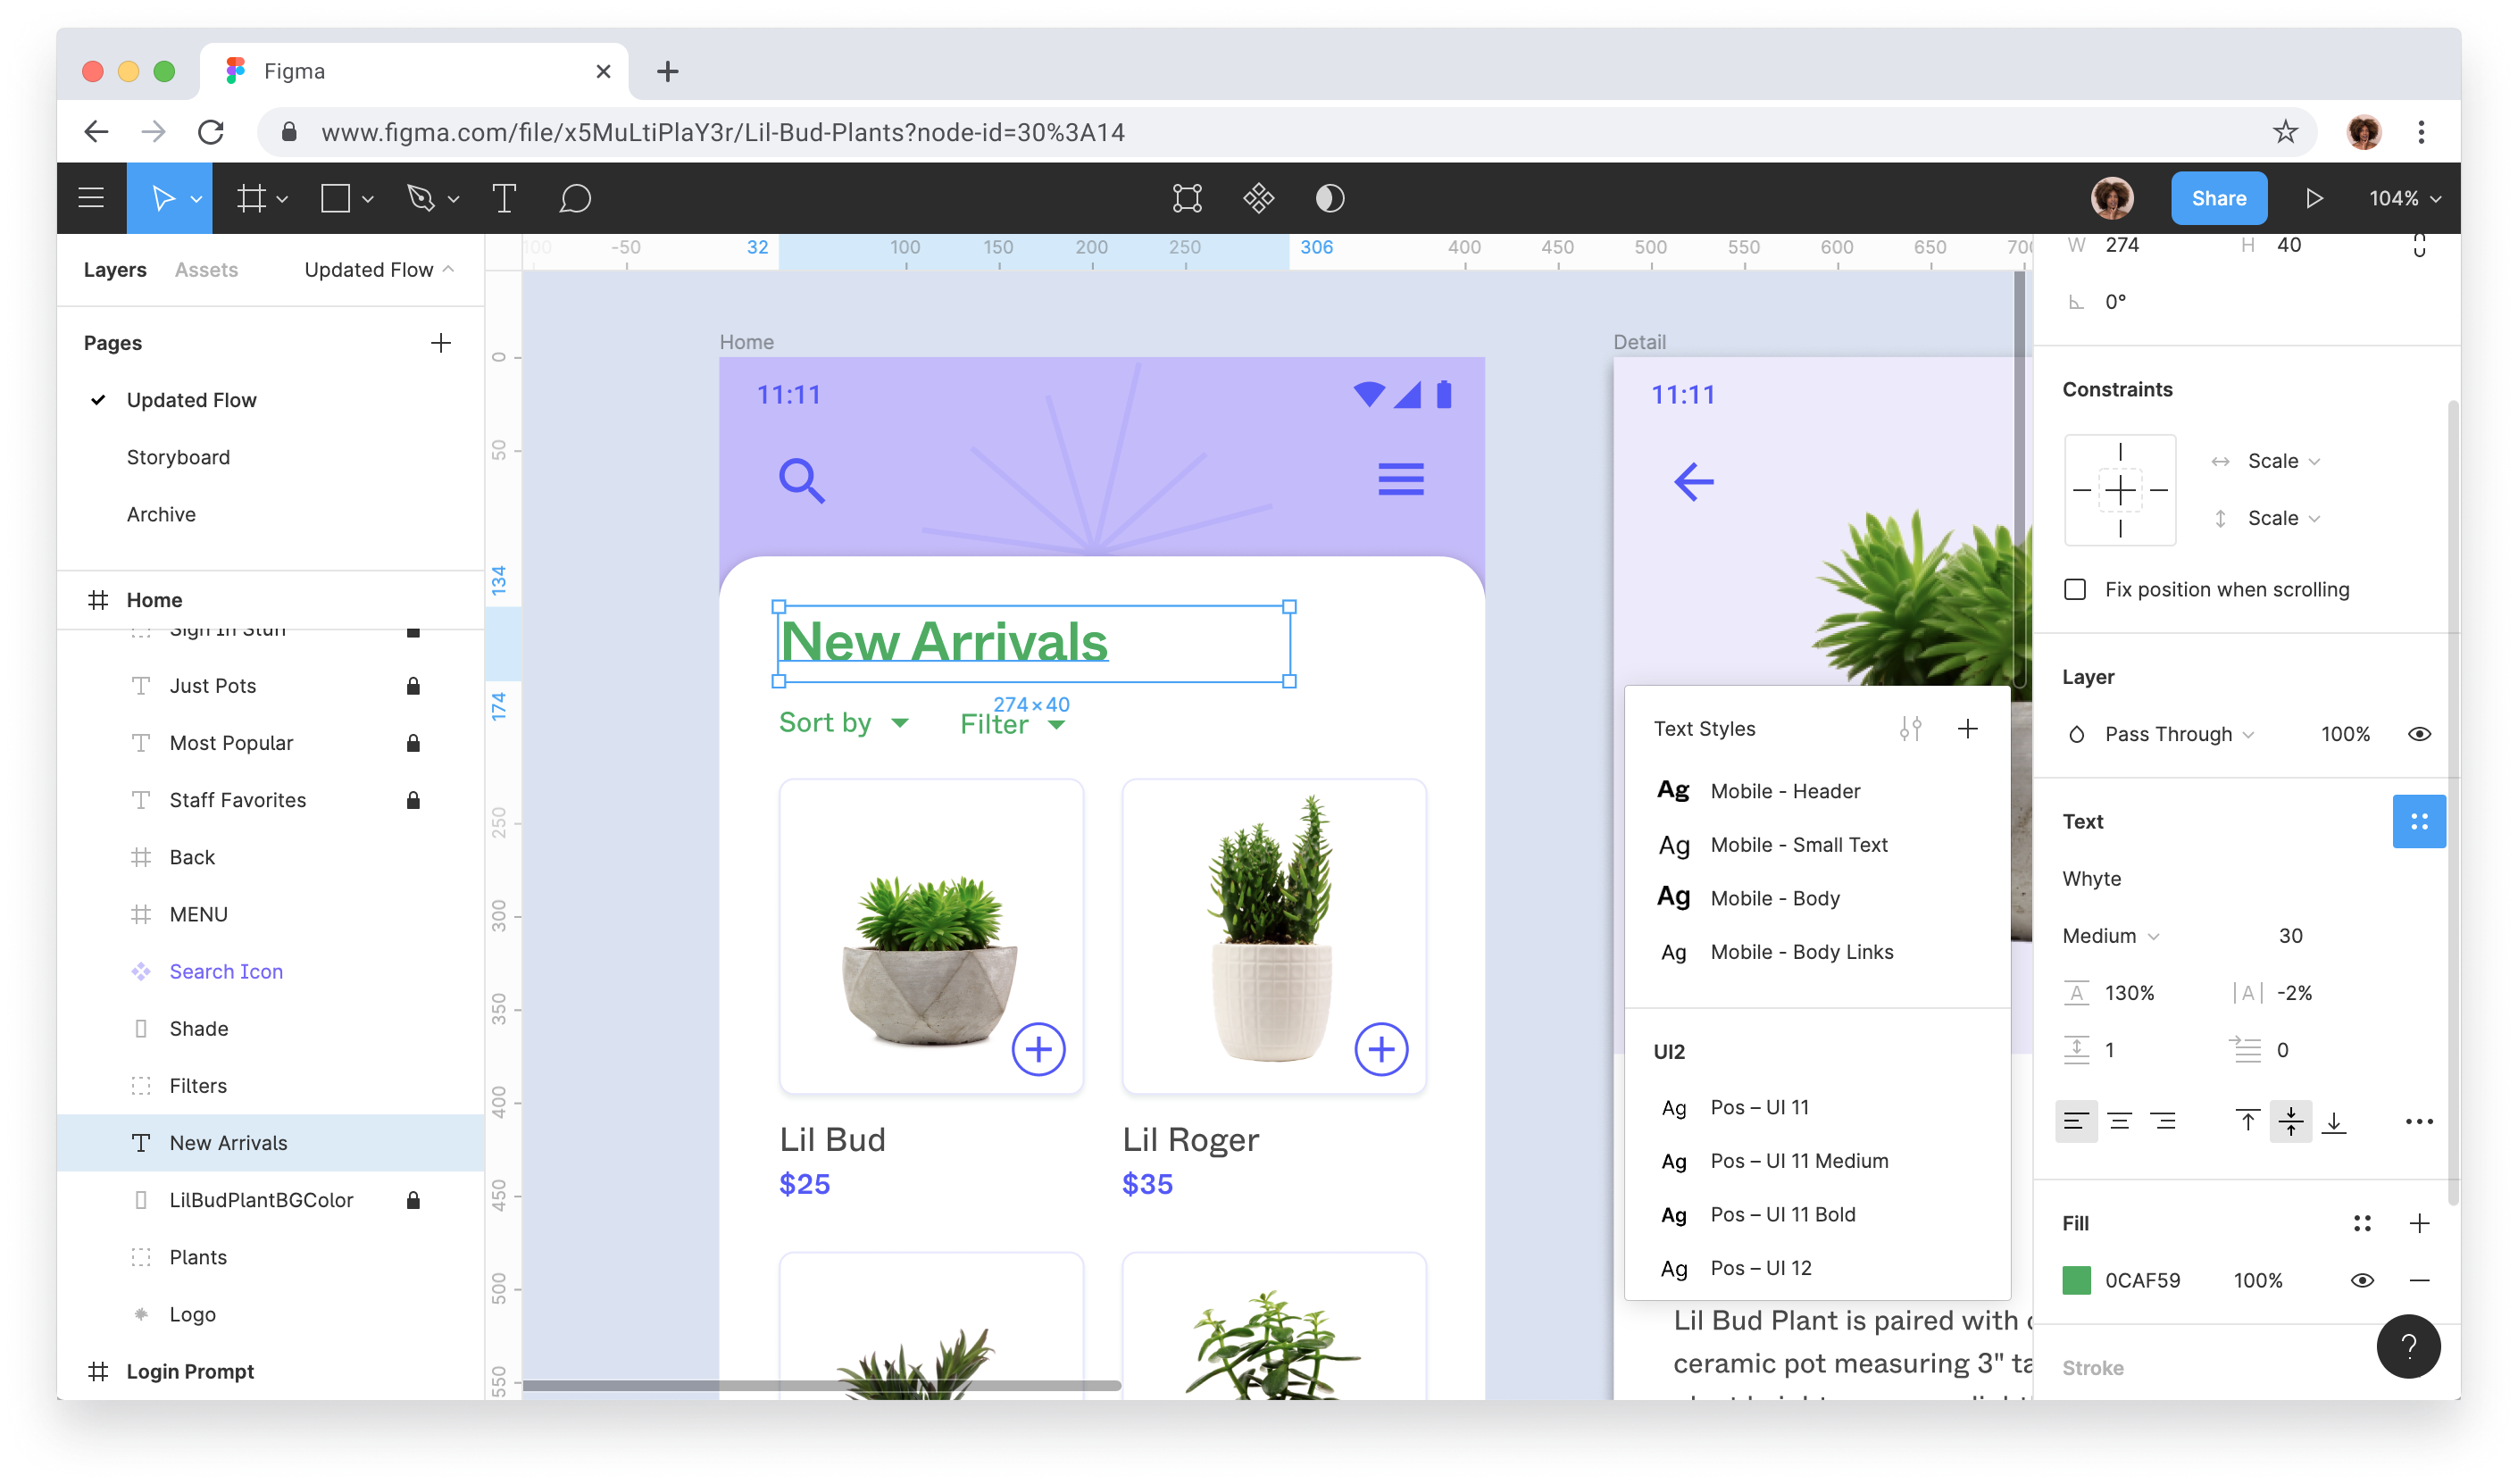 Figma
www.figma.com/file/x5MuLtiPlaY3r/Lil-Bud-Plants?node-id=30%3A14
Share
104%
Layers
Assets
Updated Flow
Pages
Updated Flow
Storyboard
Archive
Home
Sign In Stuff
Just Pots
Most Popular
Staff Favorites
Back
MENU
Search Icon
Shade
Filters
New Arrivals
LilBudPlantBGColor
Plants
Logo
Login Prompt
100 -50 32 100 150 200 250 306 400 450 500 550 600 650 700
0
50
134
174
250
300
350
400
450
500
550
Home
11:11
New Arrivals
274 × 40
Sort by
Filter
Lil Bud
$25
Lil Roger
$35
Detail
11:11
Text Styles
Ag Mobile - Header
Ag Mobile - Small Text
Ag Mobile - Body
Ag Mobile - Body Links
UI2
Ag Pos – UI 11
Ag Pos – UI 11 Medium
Ag Pos – UI 11 Bold
Ag Pos – UI 12
Lil Bud Plant is paired with
ceramic pot measuring 3" ta
W 274 H 40
0°
Constraints
Scale
Scale
Fix position when scrolling
Layer
Pass Through 100%
Text
Whyte
Medium 30
A 130% |A| -2%
1 0
Fill
0CAF59 100%
Stroke
?